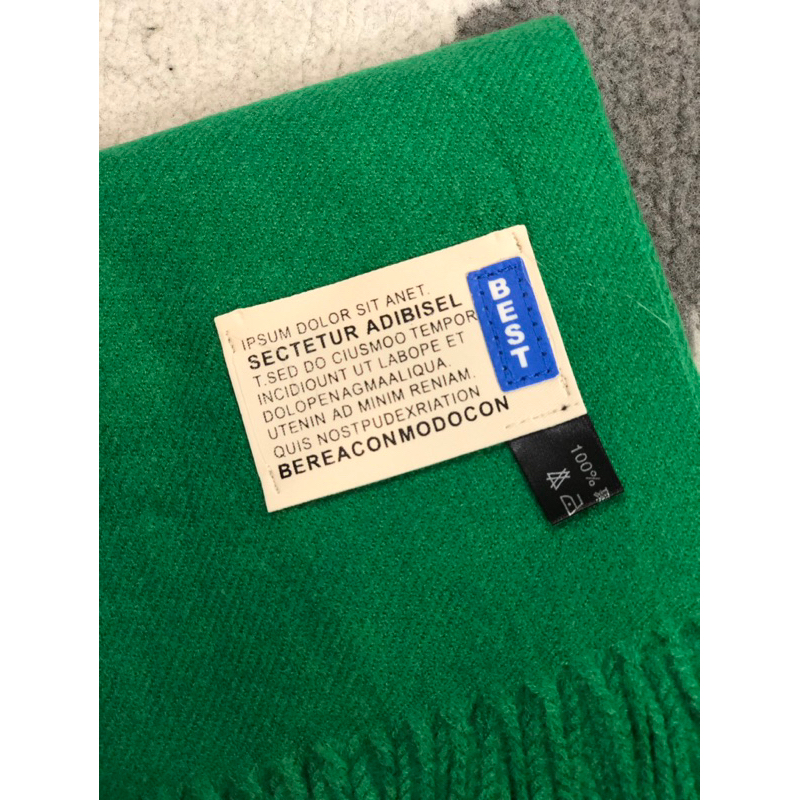 IPSUM DOLOR SIT ANET.
SECTETUR ADIBISEL
T.SED DO CIUSMOO TEMPOR
INCIDIOUNT UT LABOPE ET
DOLOPENAGMAALIQUA.
UTENIN AD MINIM RENIAM.
QUIS NOSTPUDEXRIATION
BEREACONMODOCON
BEST
100%